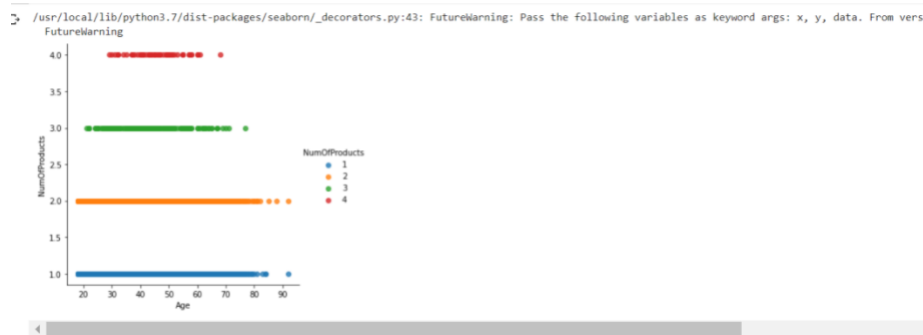 /usr/local/lib/python3.7/dist-packages/seaborn/_decorators.py:43: FutureWarning: Pass the following variables as keyword args: x, y, data. From vers
FutureWarning
4.0
3.5
3.0
2.5
2.0
1.5
1.0
NumOfProducts
20 30 40 50 60 70 80 90
Age
NumOfProducts
1
2
3
4